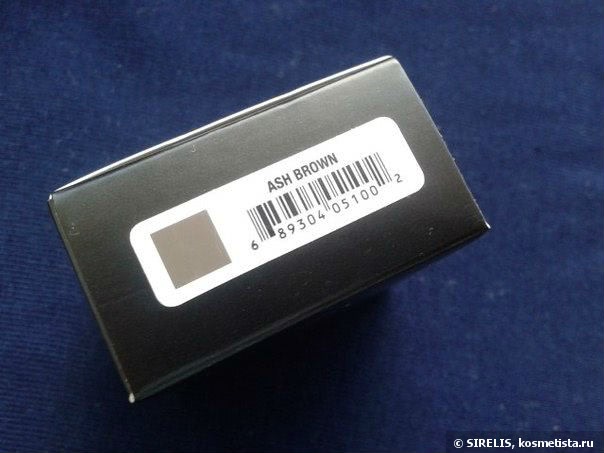 ASH BROWN
6 89304 05100 2
© SIRELIS, kosmetista.ru